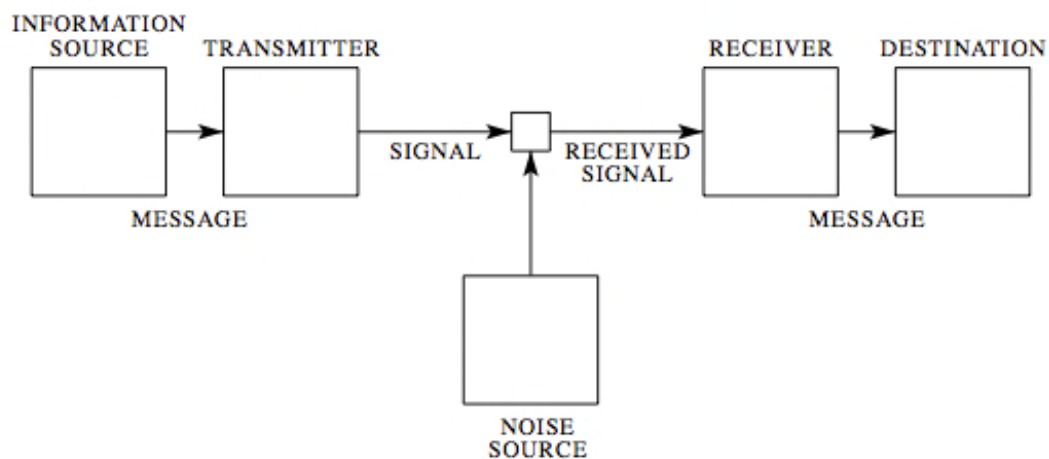 INFORMATION
SOURCE
TRANSMITTER
RECEIVER
DESTINATION
SIGNAL
RECEIVED
SIGNAL
MESSAGE
MESSAGE
NOISE
SOURCE